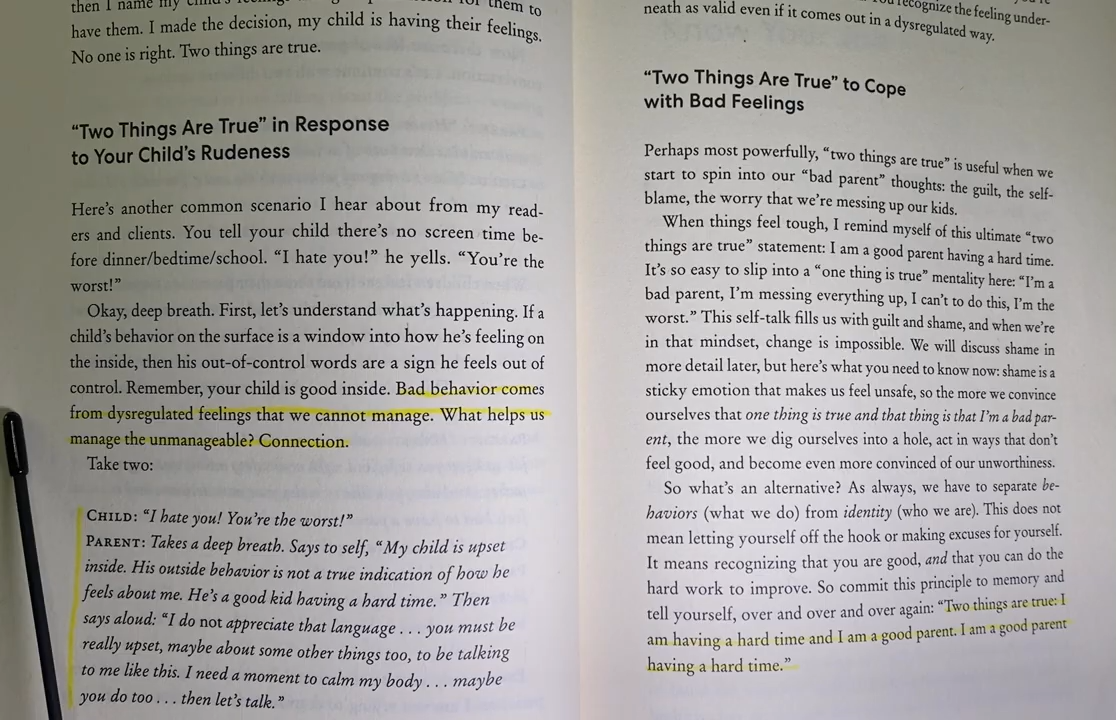 then I name my child's for them to
have them. I made the decision, my child is having their feelings.
No one is right. Two things are true.
“Two Things Are True” in Response
to Your Child's Rudeness
Here's another common scenario I hear about from my read-
ers and clients. You tell your child there's no screen time be-
fore dinner/bedtime/school. “I hate you!” he yells. “You're the
worst!”
Okay, deep breath. First, let's understand what's happening. If a
child's behavior on the surface is a window into how he's feeling on
the inside, then his out-of-control words are a sign he feels out of
control. Remember, your child is good inside. Bad behavior comes
from dysregulated feelings that we cannot manage. What helps us
manage the unmanageable? Connection.
Take two:
CHILD: “I hate you! You're the worst!”
PARENT: Takes a deep breath. Says to self, “My child is upset
inside. His outside behavior is not a true indication of how he
feels about me. He's a good kid having a hard time.” Then
says aloud: “I do not appreciate that language . . . you must be
really upset, maybe about some other things too, to be talking
to me like this. I need a moment to calm my body . . . maybe
you do too . . . then let's talk.”
recognize the feeling under-
neath as valid even if it comes out in a dysregulated way.
“Two Things Are True” to Cope
with Bad Feelings
Perhaps most powerfully, “two things are true” is useful when we
start to spin into our “bad parent” thoughts: the guilt, the self-
blame, the worry that we're messing up our kids.
When things feel tough, I remind myself of this ultimate “two
things are true” statement: I am a good parent having a hard time.
It's so easy to slip into a “one thing is true” mentality here: “I'm a
bad parent, I'm messing everything up, I can't to do this, I'm the
worst.” This self-talk fills us with guilt and shame, and when we're
in that mindset, change is impossible. We will discuss shame in
more detail later, but here's what you need to know now: shame is a
sticky emotion that makes us feel unsafe, so the more we convince
ourselves that one thing is true and that thing is that I'm a bad par-
ent, the more we dig ourselves into a hole, act in ways that don't
feel good, and become even more convinced of our unworthiness.
So what's an alternative? As always, we have to separate be-
haviors (what we do) from identity (who we are). This does not
mean letting yourself off the hook or making excuses for yourself.
It means recognizing that you are good, and that you can do the
hard work to improve. So commit this principle to memory and
tell yourself, over and over and over again: “Two things are true: I
am having a hard time and I am a good parent. I am a good parent
having a hard time.”